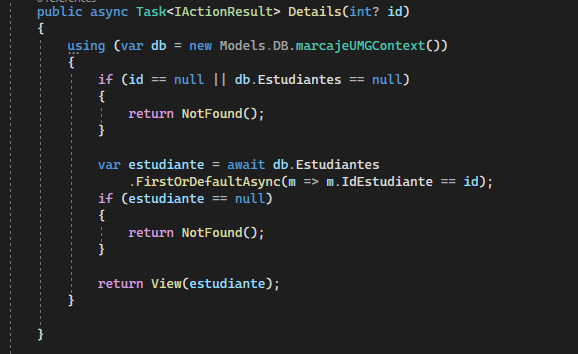 public async Task<IActionResult> Details(int? id)
{
using (var db = new Models.DB.marcajeUMGContext())
{
if (id == null || db.Estudiantes == null)
{
return NotFound();
}
var estudiante = await db.Estudiantes
.FirstOrDefaultAsync(m => m.IdEstudiante == id);
if (estudiante == null)
{
return NotFound();
}
return View(estudiante);
}
}